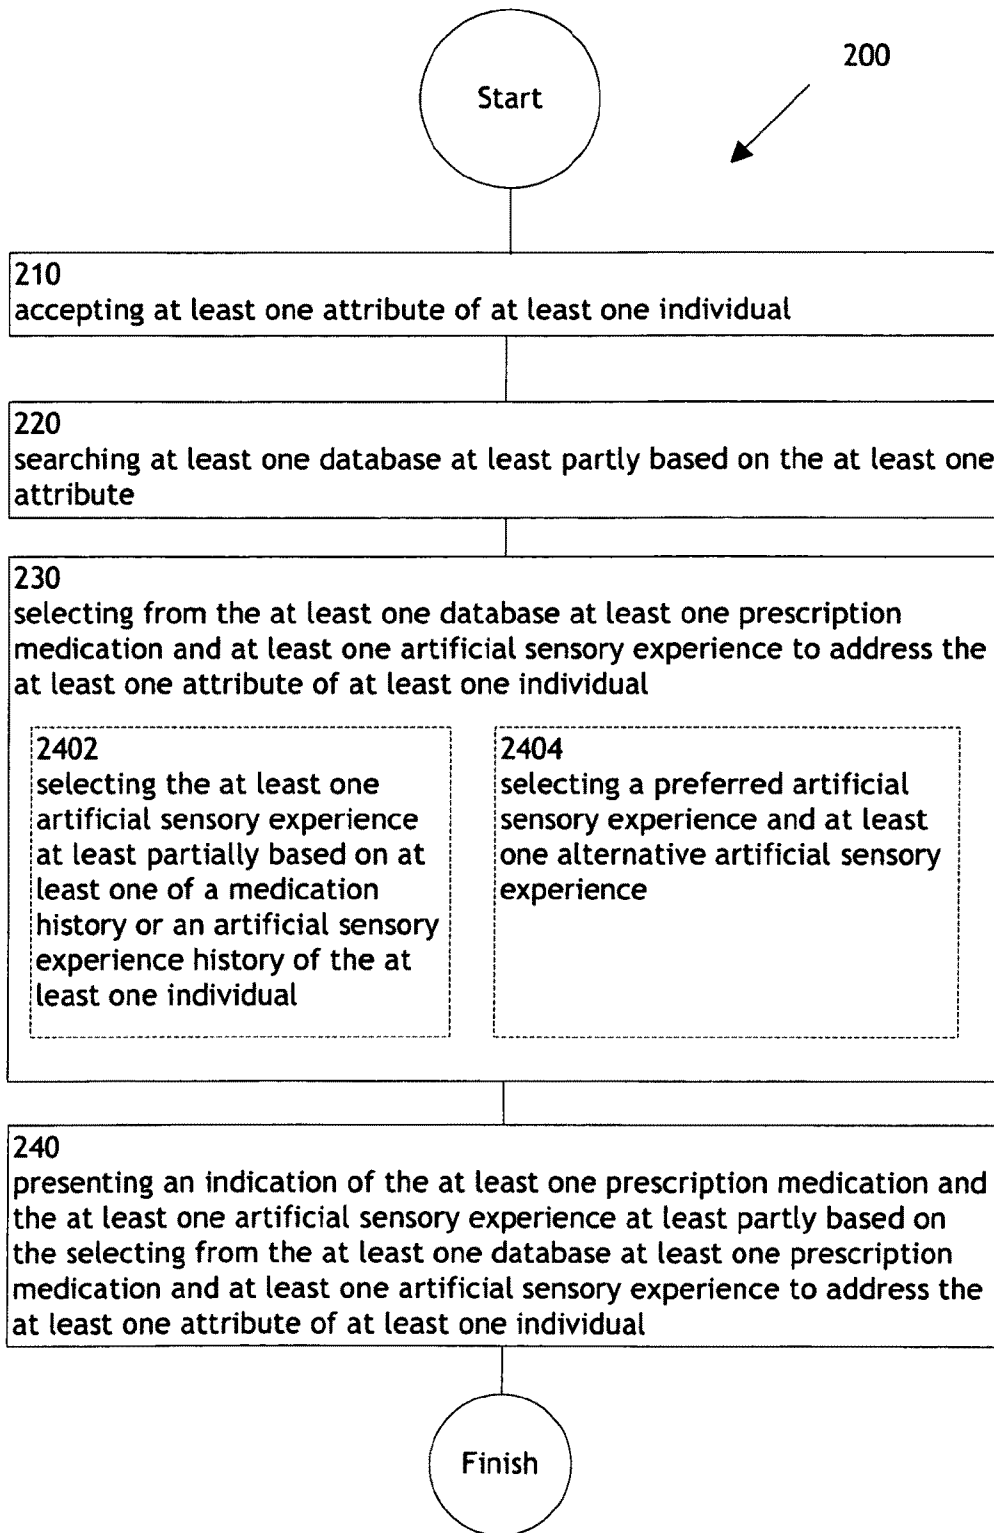 Start
200
210
accepting at least one attribute of at least one individual
220
searching at least one database at least partly based on the at least one
attribute
230
selecting from the at least one database at least one prescription
medication and at least one artificial sensory experience to address the
at least one attribute of at least one individual
2402
selecting the at least one
artificial sensory experience
at least partially based on at
least one of a medication
history or an artificial sensory
experience history of the at
least one individual
2404
selecting a preferred artificial
sensory experience and at least
one alternative artificial sensory
experience
240
presenting an indication of the at least one prescription medication and
the at least one artificial sensory experience at least partly based on
the selecting from the at least one database at least one prescription
medication and at least one artificial sensory experience to address the
at least one attribute of at least one individual
Finish